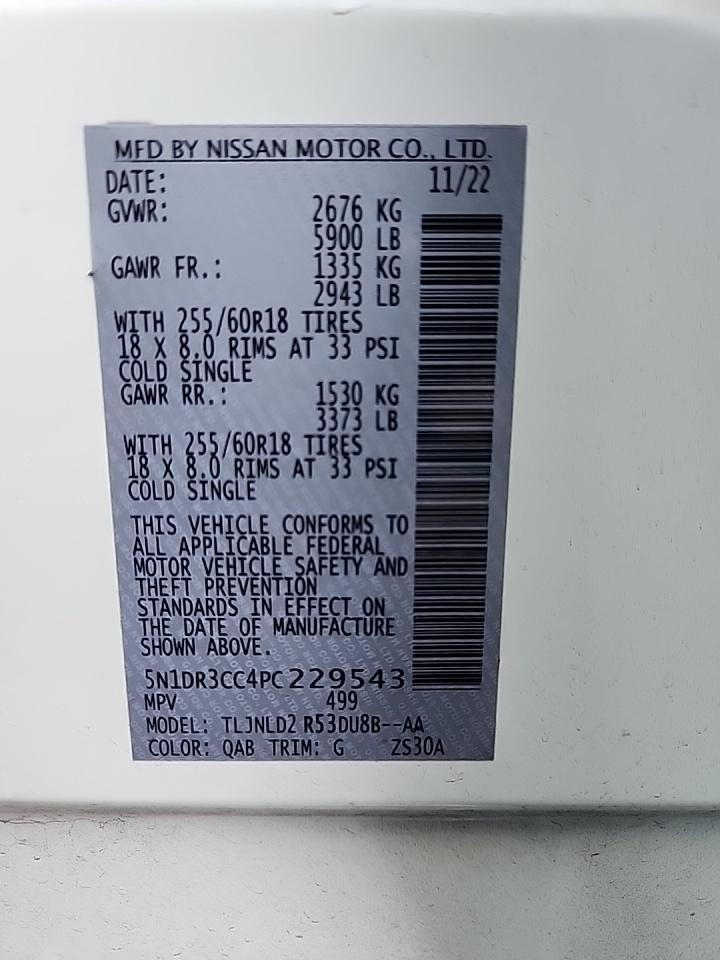 MFD BY NISSAN MOTOR CO., LTD.
DATE: 11/22
GVWR: 2676 KG
5900 LB
GAWR FR.: 1335 KG
2943 LB
WITH 255/60R18 TIRES
18 X 8.0 RIMS AT 33 PSI
COLD SINGLE
GAWR RR.: 1530 KG
3373 LB
WITH 255/60R18 TIRES
18 X 8.0 RIMS AT 33 PSI
COLD SINGLE
THIS VEHICLE CONFORMS TO
ALL APPLICABLE FEDERAL
MOTOR VEHICLE SAFETY AND
THEFT PREVENTION
STANDARDS IN EFFECT ON
THE DATE OF MANUFACTURE
SHOWN ABOVE.
5N1DR3CC4PC229543
MPV 499
MODEL: TLJNLD2 R53DU8B--AA
COLOR: QAB TRIM: G ZS30A